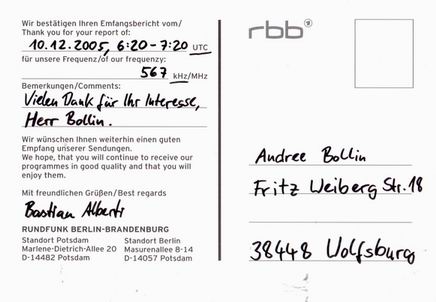 Wir bestätigen Ihren Empfangsbericht vom/
Thank you for your report of:
10.12.2005, 6:20-7:20 UTC
für unsere Frequenz/of our frequency:
567 kHz/MHz
Bemerkungen/Comments:
Vielen Dank für Ihr Interesse,
Herr Bollin.
Wir wünschen Ihnen weiterhin einen guten
Empfang unserer Sendungen.
We hope, that you will continue to receive our
programmes in good quality and that you will
enjoy them.
Mit freundlichen Grüßen/Best regards
Bastian Alberti
RUNDFUNK BERLIN-BRANDENBURG
Standort Potsdam
Marlene-Dietrich-Allee 20
D-14482 Potsdam
Standort Berlin
Masurenallee 8-14
D-14057 Potsdam
rbb
Andree Bollin
Fritz Weiberg Str. 18
38448 Wolfsburg